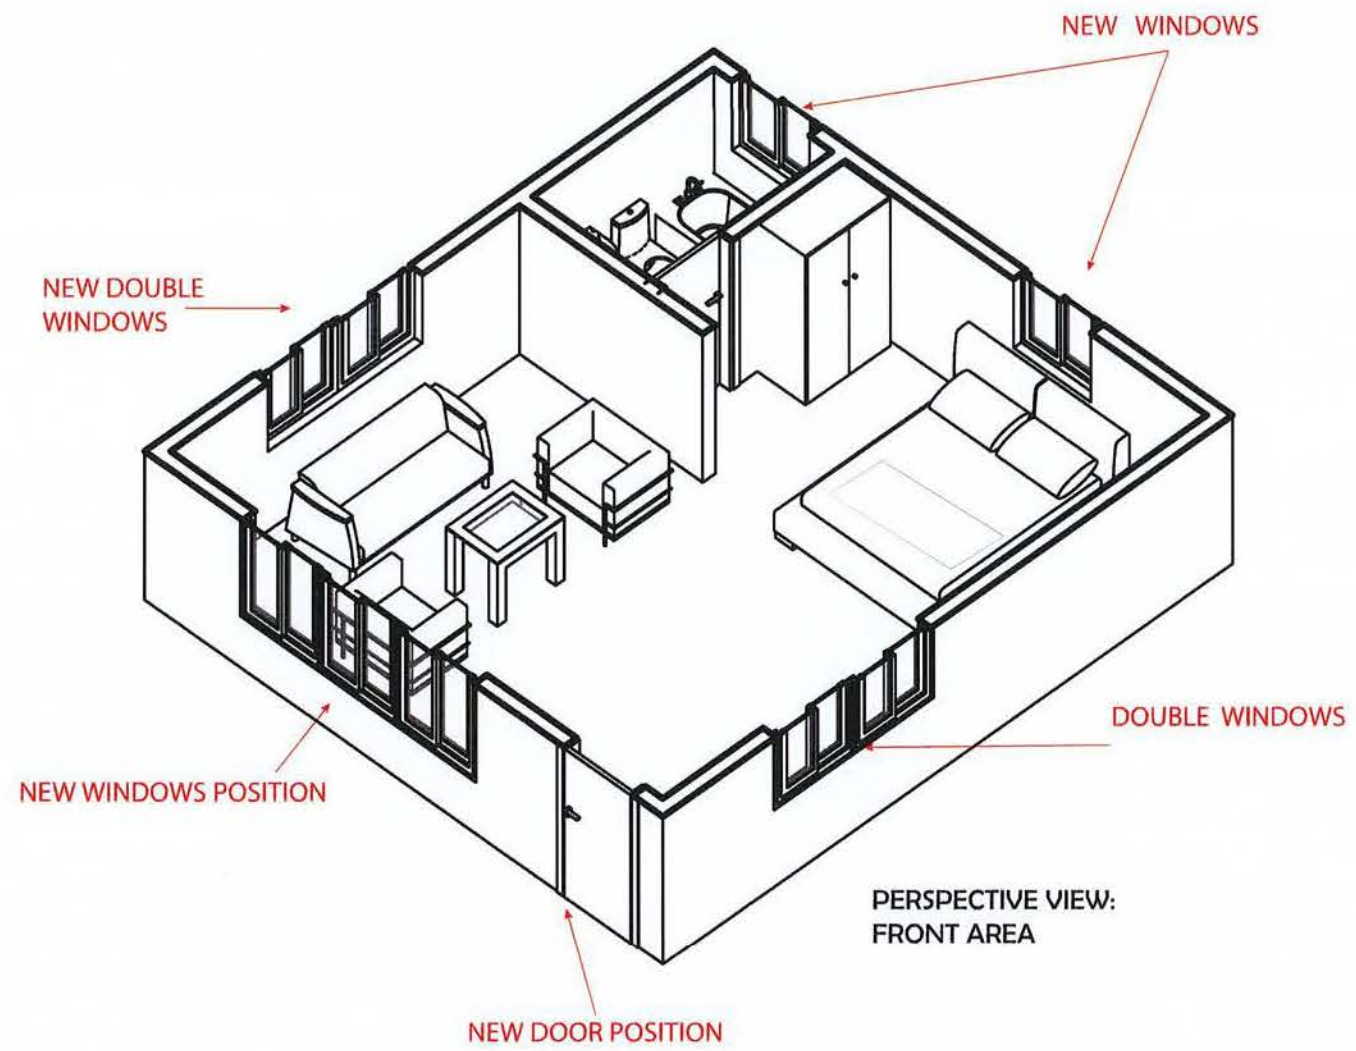 NEW WINDOWS
NEW DOUBLE
WINDOWS
DOUBLE WINDOWS
NEW WINDOWS POSITION
PERSPECTIVE VIEW:
FRONT AREA
NEW DOOR POSITION